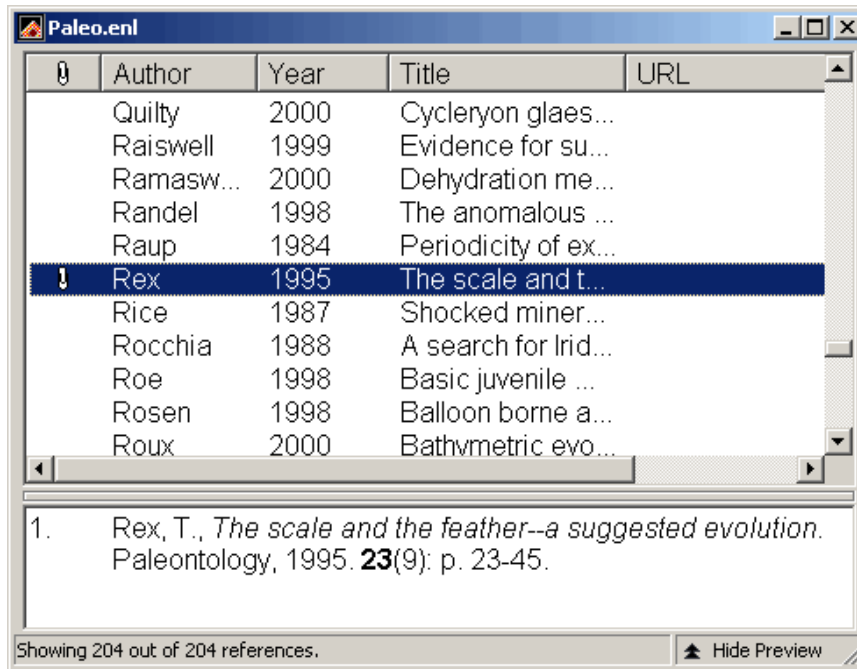 Paleo.enl
Author Year Title URL
Quilty 2000 Cycleryon glaes...
Raiswell 1999 Evidence for su...
Ramasw... 2000 Dehydration me...
Randel 1998 The anomalous ...
Raup 1984 Periodicity of ex...
Rex 1995 The scale and t...
Rice 1987 Shocked miner...
Rocchia 1988 A search for Irid...
Roe 1998 Basic juvenile ...
Rosen 1998 Balloon borne a...
Roux 2000 Bathymetric evo...
1. Rex, T., The scale and the feather--a suggested evolution.
Paleontology, 1995. 23(9): p. 23-45.
Showing 204 out of 204 references. Hide Preview